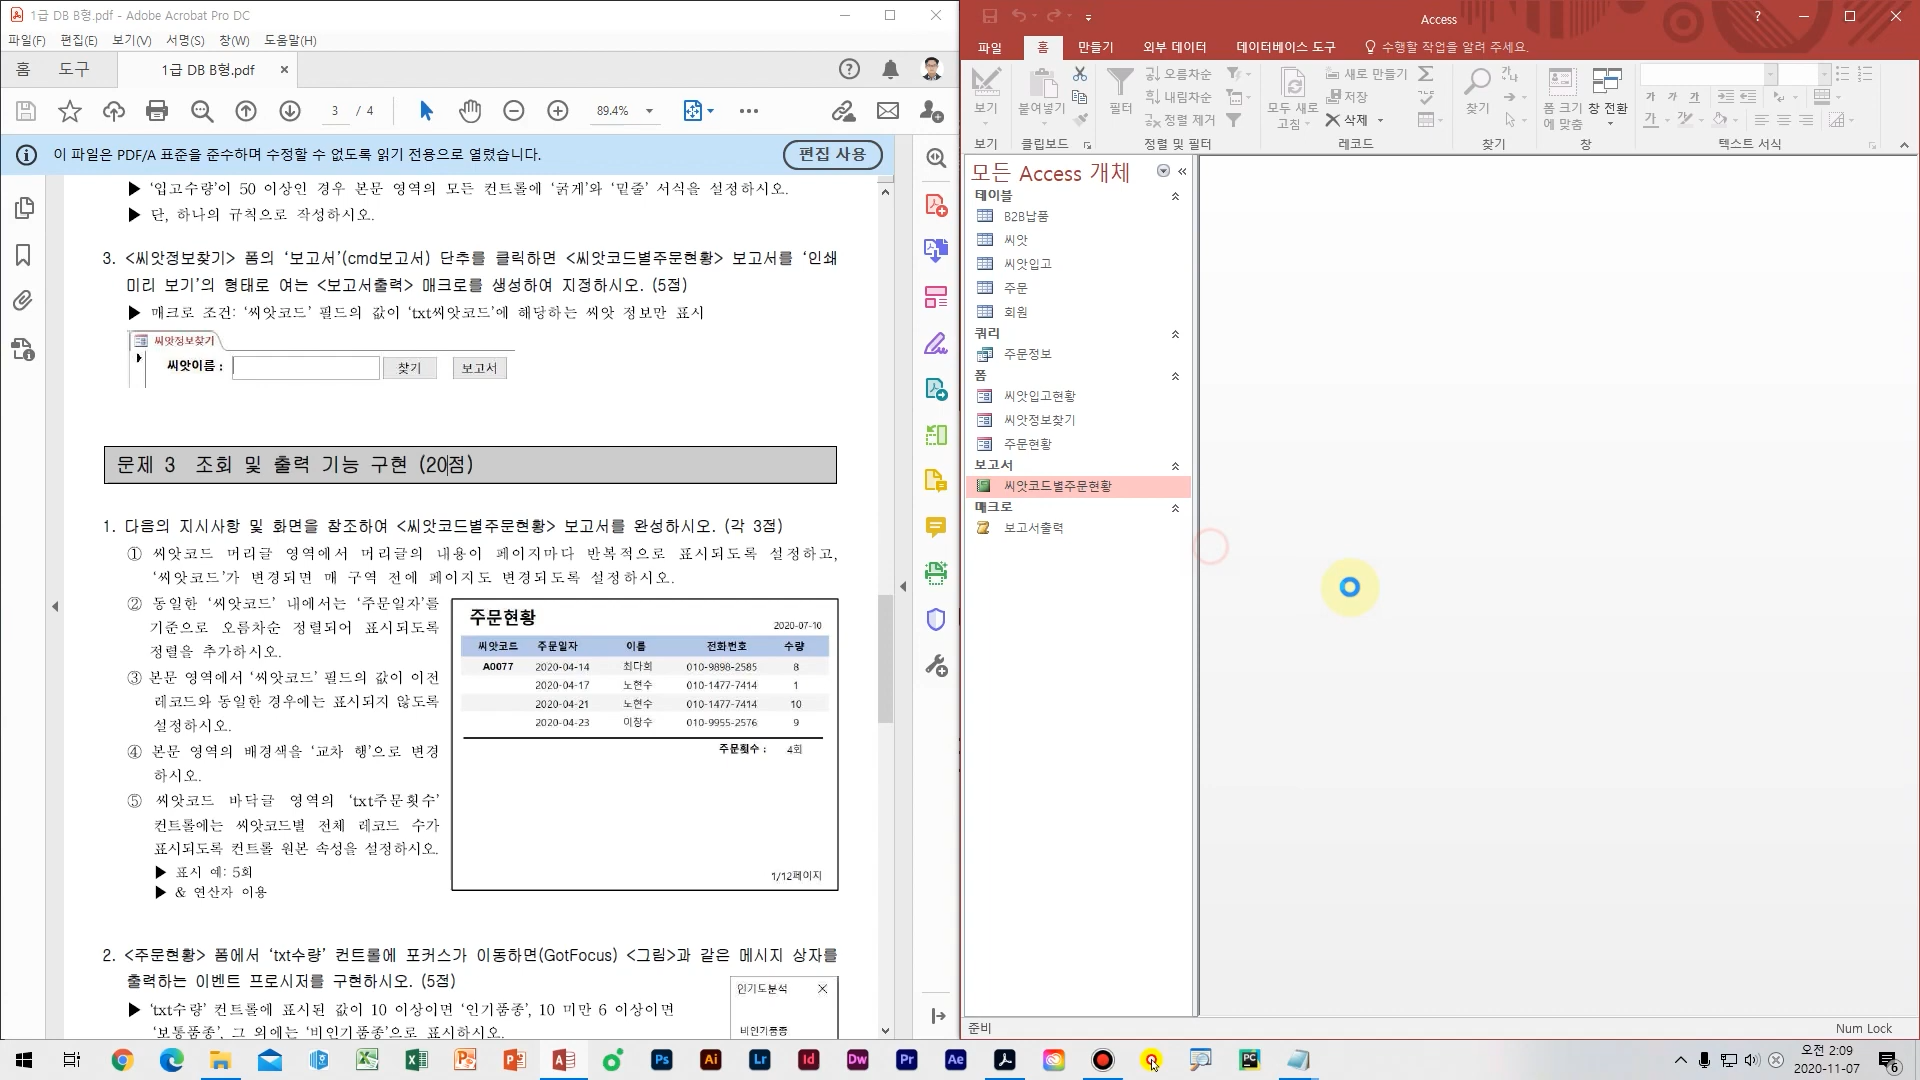 1급 DB B형.pdf - Adobe Acrobat Pro DC
파일(F) 편집(E) 보기(V) 서명(S) 창(W) 도움말(H)
홈 도구 1급 DB B형.pdf ×
3 / 4 89.4%
이 파일은 PDF/A 표준을 준수하며 수정할 수 없도록 읽기 전용으로 열렸습니다. 편집 사용
▶ '입고수량'이 50 이상인 경우 본문 영역의 모든 컨트롤에 '굵게'와 '밑줄' 서식을 설정하시오.
▶ 단, 하나의 규칙으로 작성하시오.
3. <씨앗정보찾기> 폼의 '보고서'(cmd보고서) 단추를 클릭하면 <씨앗코드별주문현황> 보고서를 '인쇄
미리 보기'의 형태로 여는 <보고서출력> 매크로를 생성하여 지정하시오. (5점)
▶ 매크로 조건: '씨앗코드' 필드의 값이 'txt씨앗코드'에 해당하는 씨앗 정보만 표시
씨앗정보찾기
씨앗이름 : 찾기 보고서
문제 3 조회 및 출력 기능 구현 (20점)
1. 다음의 지시사항 및 화면을 참조하여 <씨앗코드별주문현황> 보고서를 완성하시오. (각 3점)
① 씨앗코드 머리글 영역에서 머리글의 내용이 페이지마다 반복적으로 표시되도록 설정하고,
'씨앗코드'가 변경되면 매 구역 전에 페이지도 변경되도록 설정하시오.
② 동일한 '씨앗코드' 내에서는 '주문일자'를
기준으로 오름차순 정렬되어 표시되도록
정렬을 추가하시오.
③ 본문 영역에서 '씨앗코드' 필드의 값이 이전
레코드와 동일한 경우에는 표시되지 않도록
설정하시오.
④ 본문 영역의 배경색을 '교차 행'으로 변경
하시오.
⑤ 씨앗코드 바닥글 영역의 'txt주문횟수'
컨트롤에는 씨앗코드별 전체 레코드 수가
표시되도록 컨트롤 원본 속성을 설정하시오.
▶ 표시 예: 5회
▶ & 연산자 이용
주문현황
2020-07-10
씨앗코드 주문일자 이름 전화번호 수량
A0077 2020-04-14 최다희 010-9898-2585 8
2020-04-17 노현수 010-1477-7414 1
2020-04-21 노현수 010-1477-7414 10
2020-04-23 이창수 010-9955-2576 9
주문횟수 : 4회
1/12페이지
2. <주문현황> 폼에서 'txt수량' 컨트롤에 포커스가 이동하면(GotFocus) <그림>과 같은 메시지 상자를
출력하는 이벤트 프로시저를 구현하시오. (5점)
▶ 'txt수량' 컨트롤에 표시된 값이 10 이상이면 '인기품종', 10 미만 6 이상이면
'보통품종', 그 외에는 '비인기품종'으로 표시하시오.
인기도분석
비인기품종
Access
파일 홈 만들기 외부 데이터 데이터베이스 도구 수행할 작업을 알려 주세요.
보기
붙여넣기
필터
오름차순
내림차순
정렬 제거
모두 새로
고침
새로 만들기
저장
삭제
찾기
폼 크기
에 맞춤
창 전환
가 가 가
보기 클립보드 정렬 및 필터 레코드 찾기 창 텍스트 서식
모든 Access 개체
테이블
B2B납품
씨앗
씨앗입고
주문
회원
쿼리
주문정보
폼
씨앗입고현황
씨앗정보찾기
주문현황
보고서
씨앗코드별주문현황
매크로
보고서출력
준비 Num Lock
Ps Ai Lr Id Dw Pr Ae PC
오전 2:09
2020-11-07
6